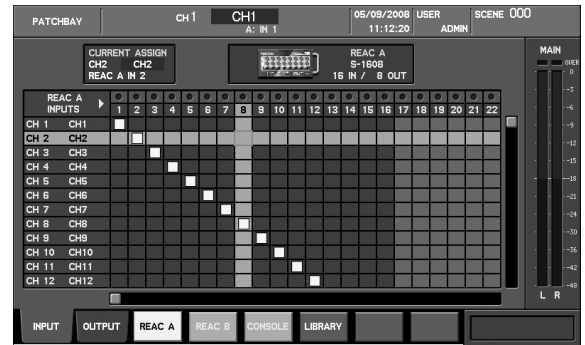 PATCHBAY
CH 1 CH1
A: IN 1
05/09/2008 USER SCENE 000
11:12:20 ADMIN
CURRENT ASSIGN
CH2 CH2
REAC A IN 2
REAC A
S-1608
16 IN / 8 OUT
MAIN
OVER
0
-3
-6
-9
-12
-15
-18
-21
-24
-30
-36
-42
-48
L R
REAC A
INPUTS 1 2 3 4 5 6 7 8 9 10 11 12 13 14 15 16 17 18 19 20 21 22
CH 1 CH1
CH 2 CH2
CH 3 CH3
CH 4 CH4
CH 5 CH5
CH 6 CH6
CH 7 CH7
CH 8 CH8
CH 9 CH9
CH 10 CH10
CH 11 CH11
CH 12 CH12
INPUT OUTPUT REAC A REAC B CONSOLE LIBRARY